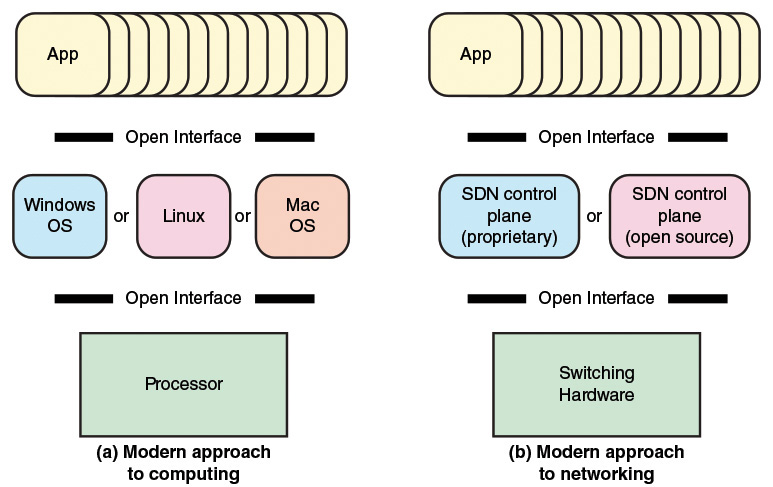 App
Open Interface
Windows
OS
or
Linux
or
Mac
OS
Open Interface
Processor
(a) Modern approach
to computing
App
Open Interface
SDN control
plane
(proprietary)
or
SDN control
plane
(open source)
Open Interface
Switching
Hardware
(b) Modern approach
to networking